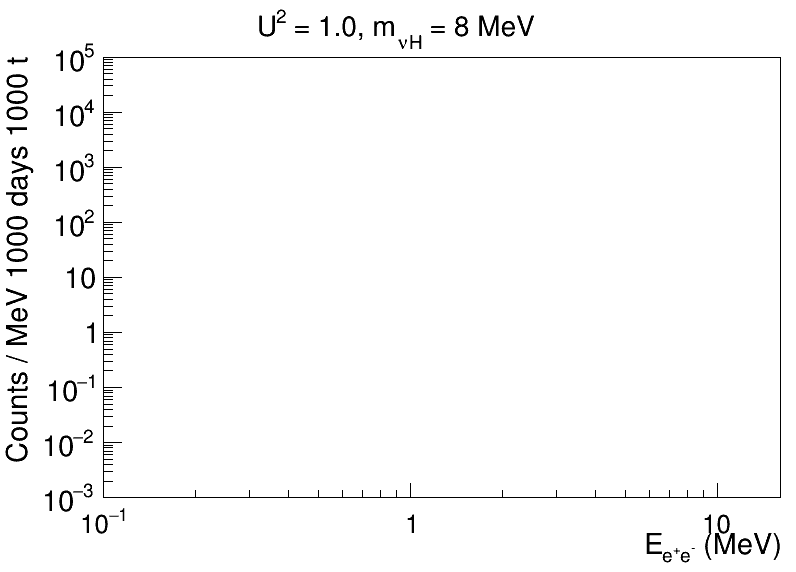 U² = 1.0, m_νH = 8 MeV
Counts / MeV 1000 days 1000 t
10⁵
10⁴
10³
10²
10
1
10⁻¹
10⁻²
10⁻³
10⁻¹ 1 10
E_e⁺e⁻ (MeV)